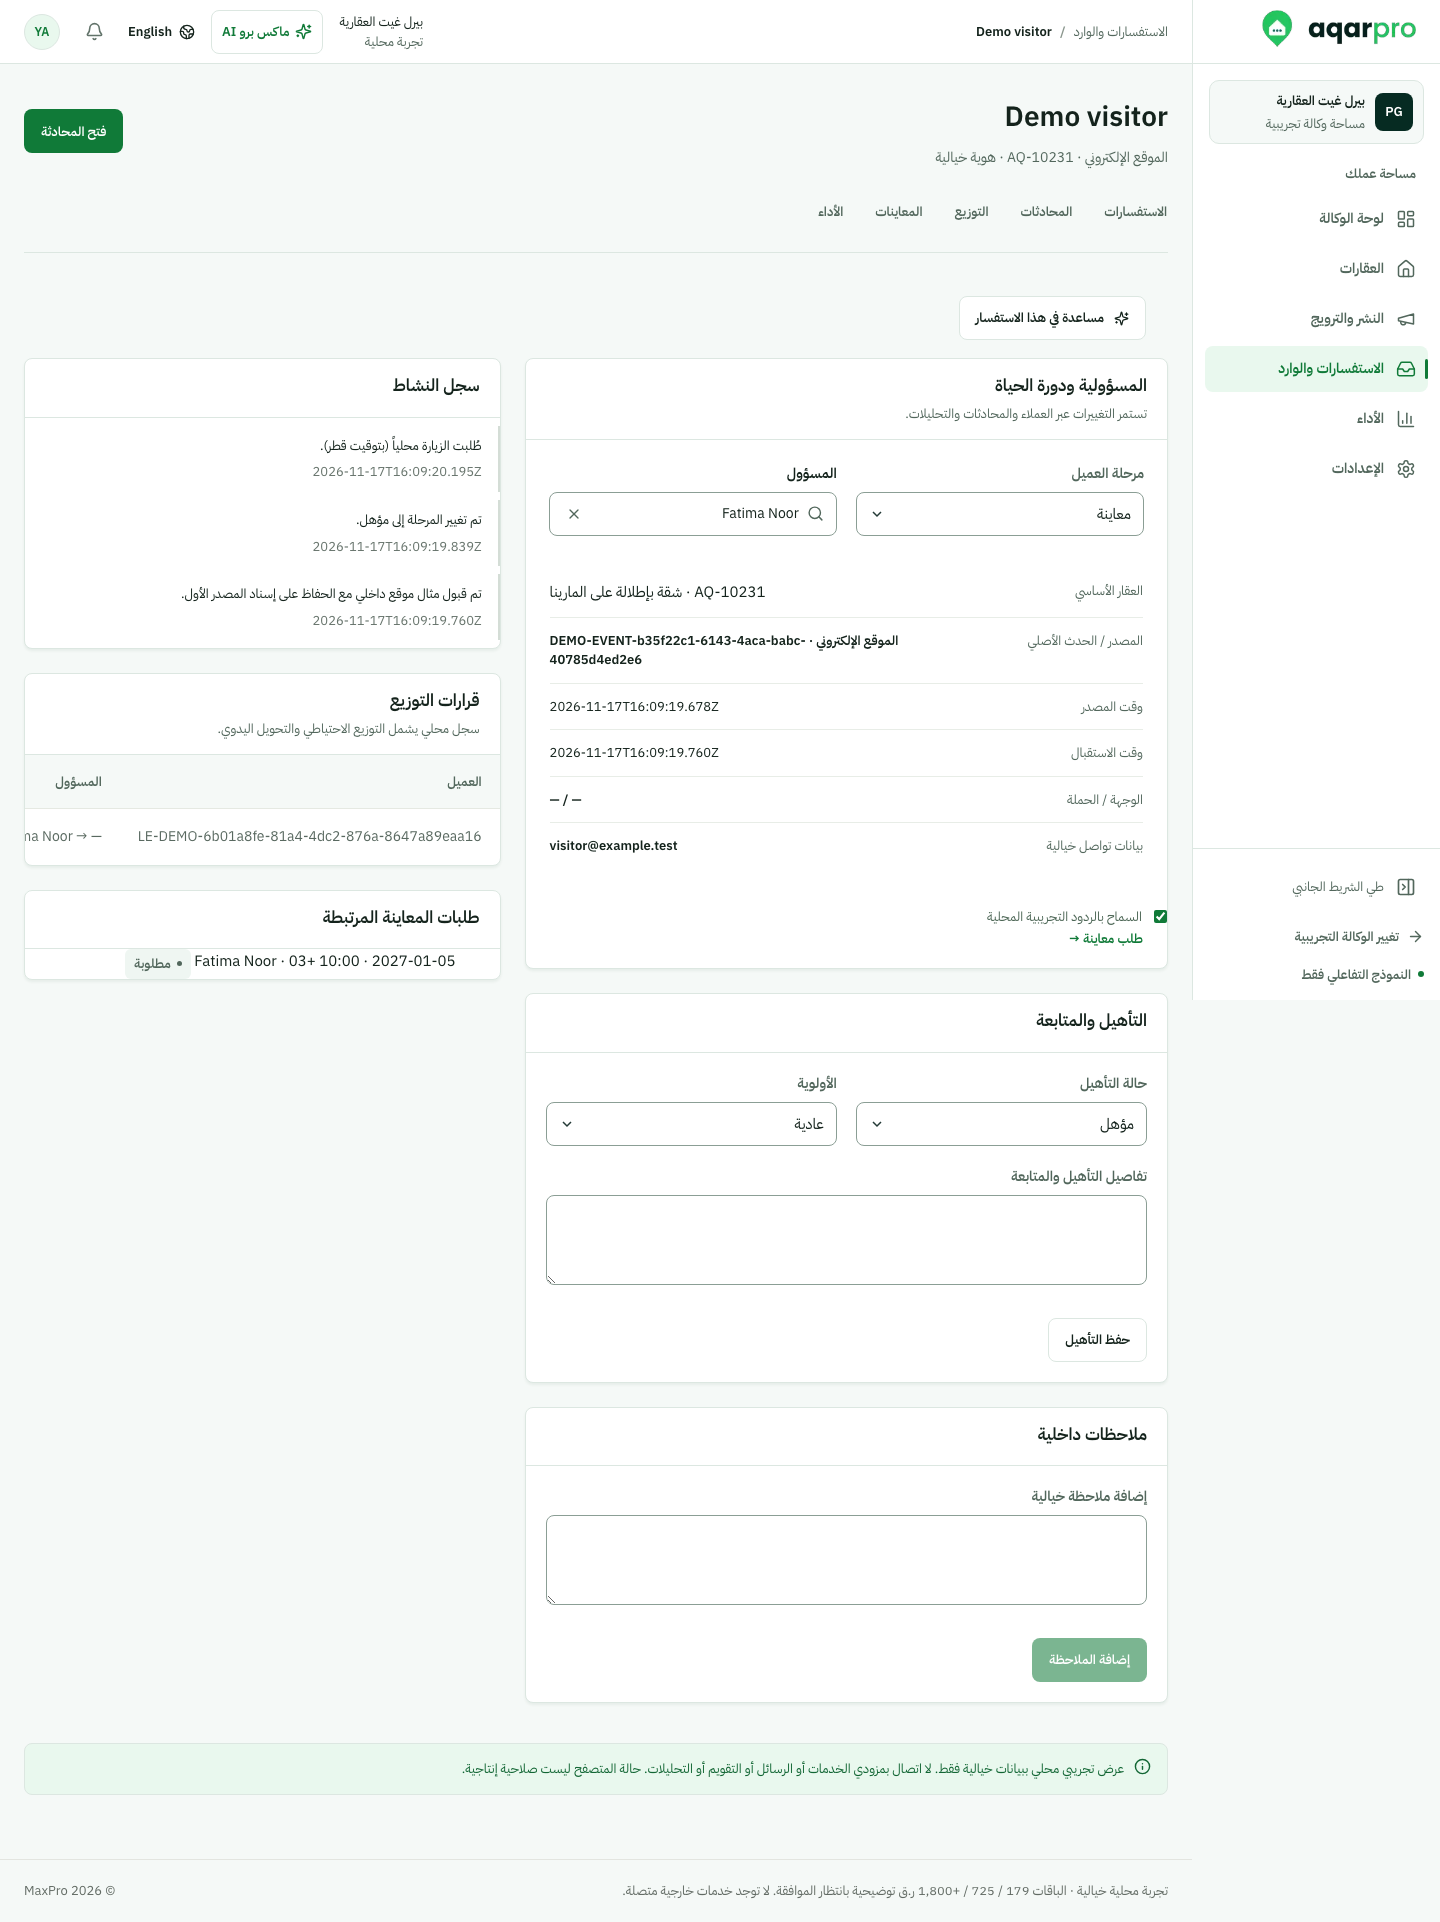 aqarpro
الاستفسارات والوارد / Demo visitor
بيرل غيت العقارية
تجربة محلية
ماكس برو AI
English
YA
PG
بيرل غيت العقارية
مساحة وكالة تجريبية
مساحة عملك
لوحة الوكالة
العقارات
النشر والترويج
الاستفسارات والوارد
الأداء
الإعدادات
طي الشريط الجانبي
تغيير الوكالة التجريبية
النموذج التفاعلي فقط
Demo visitor
الموقع الإلكتروني · AQ-10231 · هوية خيالية
فتح المحادثة
الاستفسارات
المحادثات
التوزيع
المعاينات
الأداء
مساعدة في هذا الاستفسار
المسؤولية ودورة الحياة
تستمر التغييرات عبر العملاء والمحادثات والتحليلات.
مرحلة العميل
المسؤول
معاينة
Fatima Noor
العقار الأساسي
AQ-10231 · شقة بإطلالة على المارينا
المصدر / الحدث الأصلي
الموقع الإلكتروني · DEMO-EVENT-b35f22c1-6143-4aca-babc-
40785d4ed2e6
وقت المصدر
2026-11-17T16:09:19.678Z
وقت الاستقبال
2026-11-17T16:09:19.760Z
الوجهة / الحملة
— / —
بيانات تواصل خيالية
visitor@example.test
السماح بالردود التجريبية المحلية
طلب معاينة →
التأهيل والمتابعة
حالة التأهيل
الأولوية
مؤهل
عادية
تفاصيل التأهيل والمتابعة
حفظ التأهيل
ملاحظات داخلية
إضافة ملاحظة خيالية
إضافة الملاحظة
سجل النشاط
طُلبت الزيارة محلياً (بتوقيت قطر).
2026-11-17T16:09:20.195Z
تم تغيير المرحلة إلى مؤهل.
2026-11-17T16:09:19.839Z
تم قبول مثال موقع داخلي مع الحفاظ على إسناد المصدر الأول.
2026-11-17T16:09:19.760Z
قرارات التوزيع
سجل محلي يشمل التوزيع الاحتياطي والتحويل اليدوي.
العميل
المسؤول
LE-DEMO-6b01a8fe-81a4-4dc2-876a-8647a89eaa16
— → ma Noor
طلبات المعاينة المرتبطة
2027-01-05 · 10:00 +03 · Fatima Noor
مطلوبة
عرض تجريبي محلي ببيانات خيالية فقط. لا اتصال بمزودي الخدمات أو الرسائل أو التقويم أو التحليلات. حالة المتصفح ليست صلاحية إنتاجية.
تجربة محلية خيالية · الباقات 179 / 725 / +1,800 ر.ق توضيحية بانتظار الموافقة. لا توجد خدمات خارجية متصلة.
© 2026 MaxPro